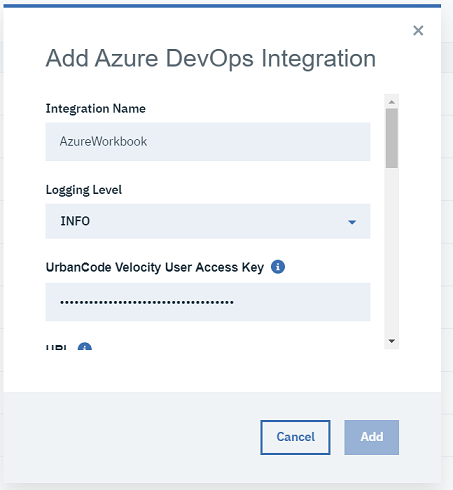 Add Azure DevOps Integration
Integration Name
AzureWorkbook
Logging Level
INFO
UrbanCode Velocity User Access Key
••••••••••••••••••••••••••••••••••••
URL
Cancel
Add